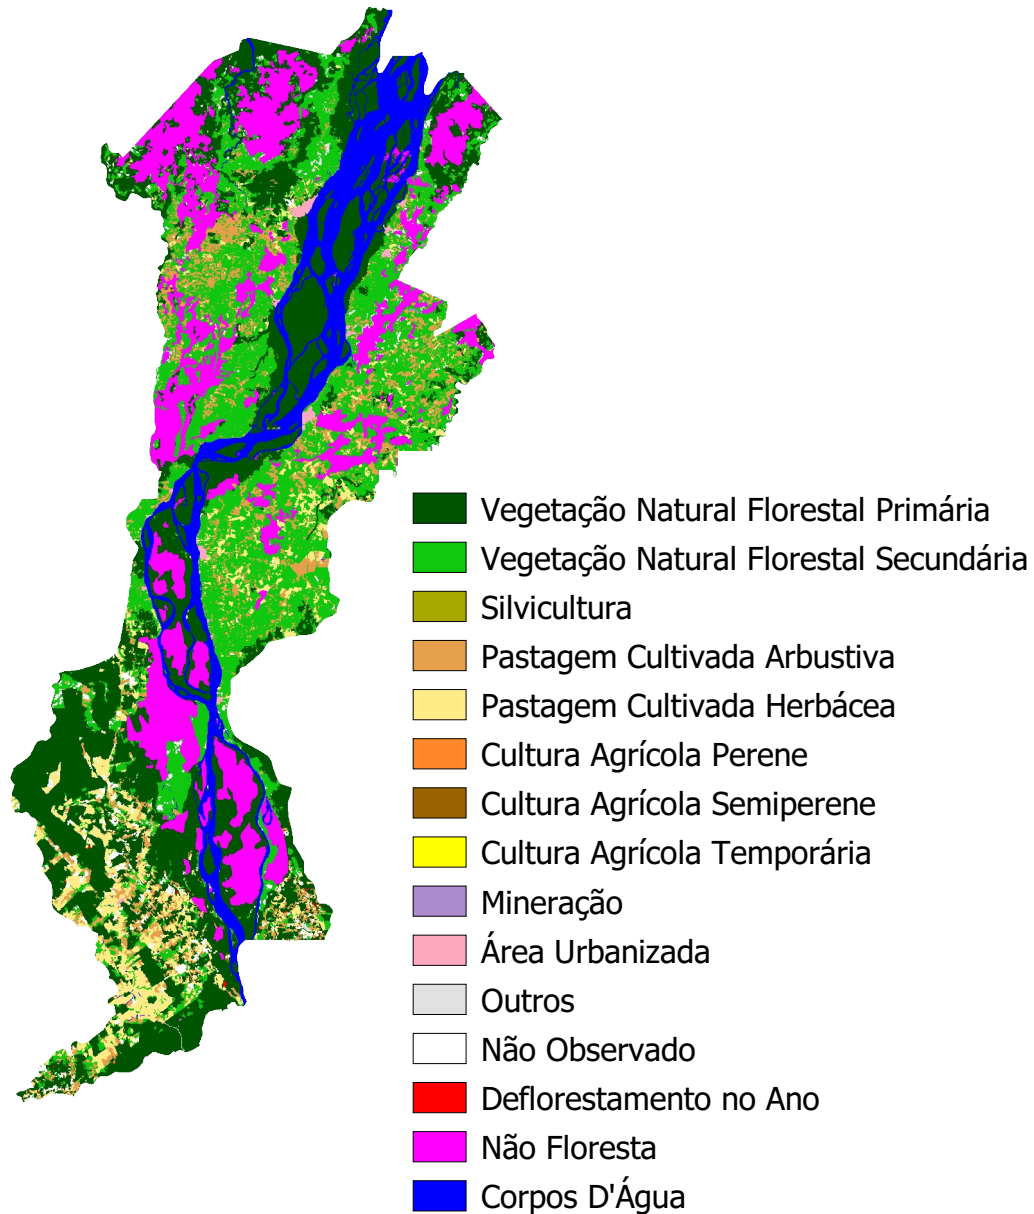 Vegetação Natural Florestal Primária
Vegetação Natural Florestal Secundária
Silvicultura
Pastagem Cultivada Arbustiva
Pastagem Cultivada Herbácea
Cultura Agrícola Perene
Cultura Agrícola Semiperene
Cultura Agrícola Temporária
Mineração
Área Urbanizada
Outros
Não Observado
Deflorestamento no Ano
Não Floresta
Corpos D'Água